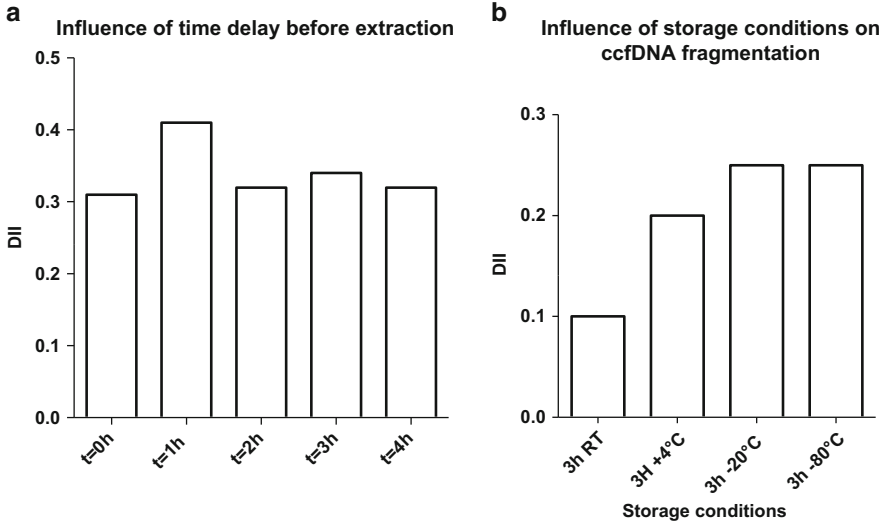 a
Influence of time delay before extraction
0.5
0.4
0.3
0.2
0.1
0.0
DII
t=0h
t=1h
t=2h
t=3h
t=4h
b
Influence of storage conditions on
ccfDNA fragmentation
0.3
0.2
0.1
0.0
DII
3h RT
3H +4°C
3h -20°C
3h -80°C
Storage conditions